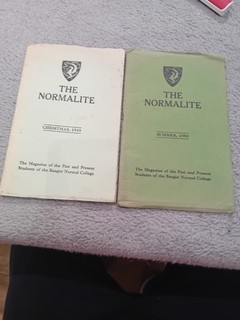 THE
NORMALITE
CHRISTMAS,
The Magazine of the Past and Present
Students of the Bangor Normal College
THE
NORMALITE
SUMMER,
The Magazine of the Past and Present
Students of the Bangor Normal College